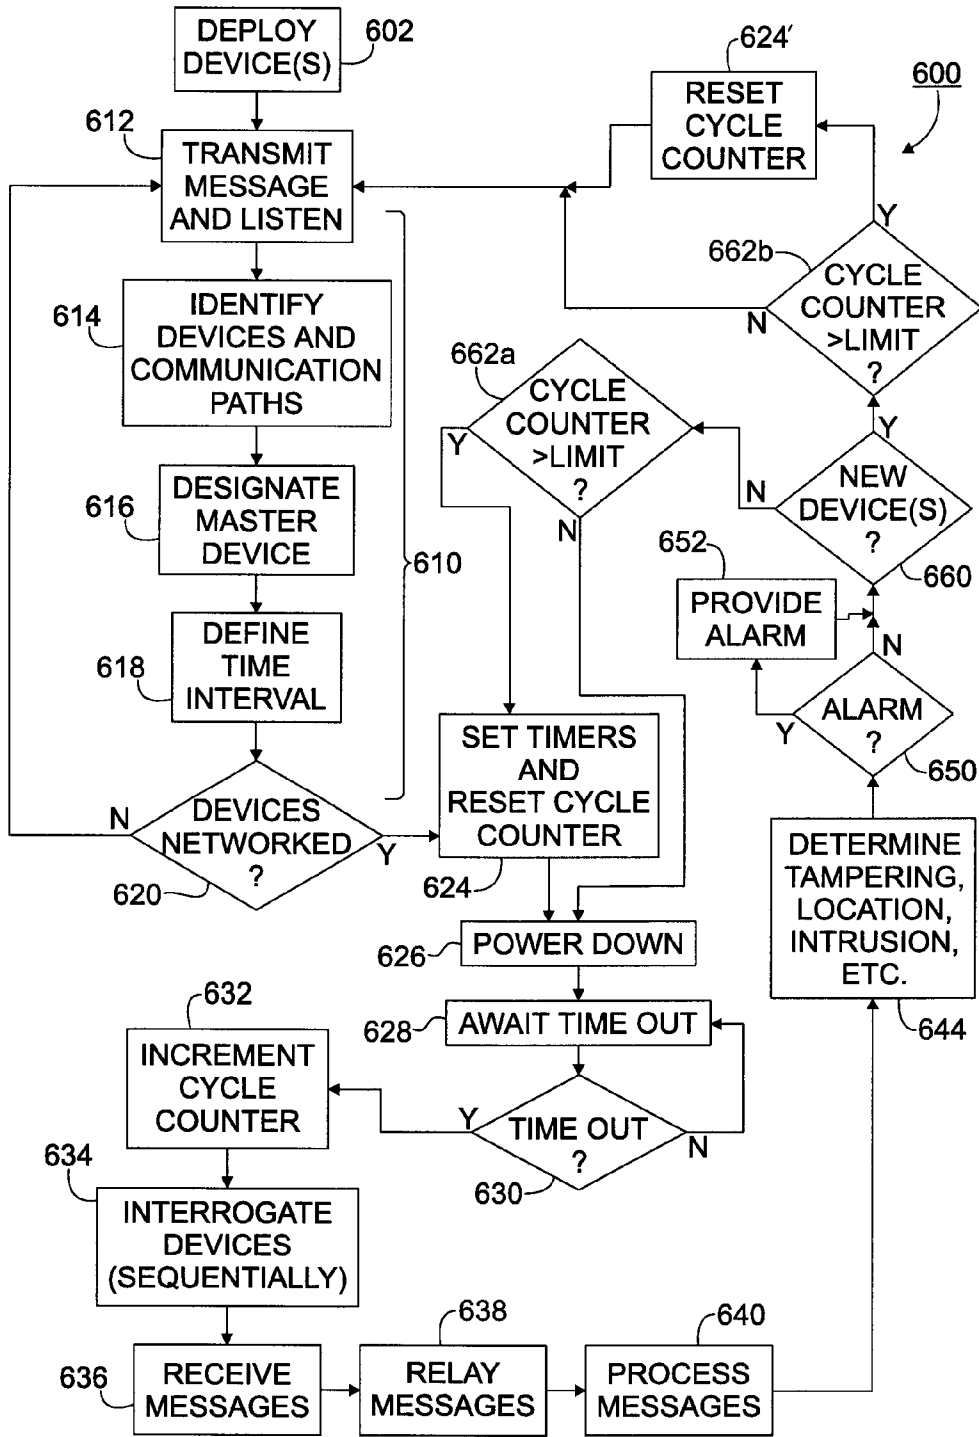 DEPLOY
DEVICE(S)
602
624'
600
RESET
CYCLE
COUNTER
612
TRANSMIT
MESSAGE
AND LISTEN
Y
662b
CYCLE
COUNTER
>LIMIT
?
N
614
IDENTIFY
DEVICES AND
COMMUNICATION
PATHS
662a
CYCLE
COUNTER
>LIMIT
?
Y
N
Y
NEW
DEVICE(S)
?
N
660
616
DESIGNATE
MASTER
DEVICE
610
652
PROVIDE
ALARM
N
618
DEFINE
TIME
INTERVAL
ALARM
?
Y
650
SET TIMERS
AND
RESET CYCLE
COUNTER
624
N
DEVICES
NETWORKED
?
Y
620
DETERMINE
TAMPERING,
LOCATION,
INTRUSION,
ETC.
644
626
POWER DOWN
628
AWAIT TIME OUT
632
INCREMENT
CYCLE
COUNTER
Y
TIME OUT
?
N
630
634
INTERROGATE
DEVICES
(SEQUENTIALLY)
636
RECEIVE
MESSAGES
638
RELAY
MESSAGES
640
PROCESS
MESSAGES